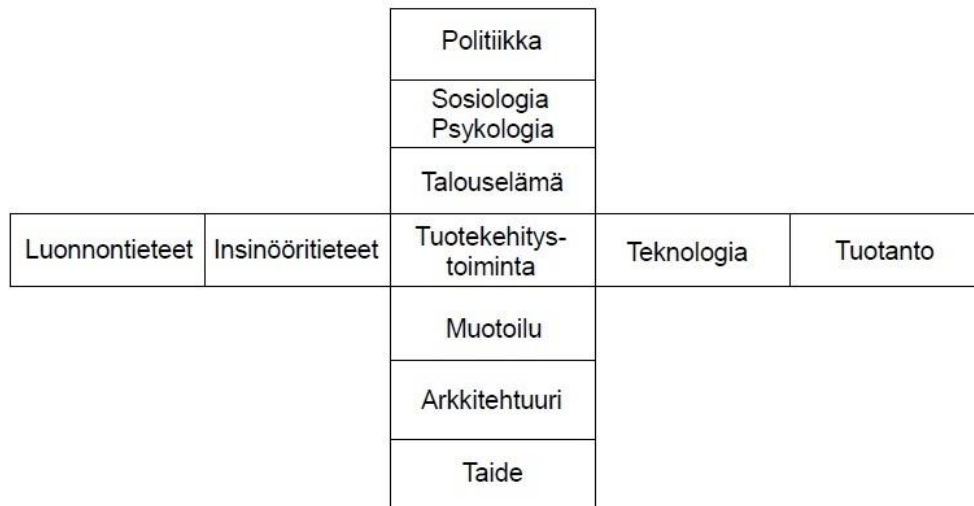 Politiikka
Sosiologia
Psykologia
Talouselämä
Luonnontieteet
Insinööritieteet
Tuotekehitys-
toiminta
Teknologia
Tuotanto
Muotoilu
Arkkitehtuuri
Taide